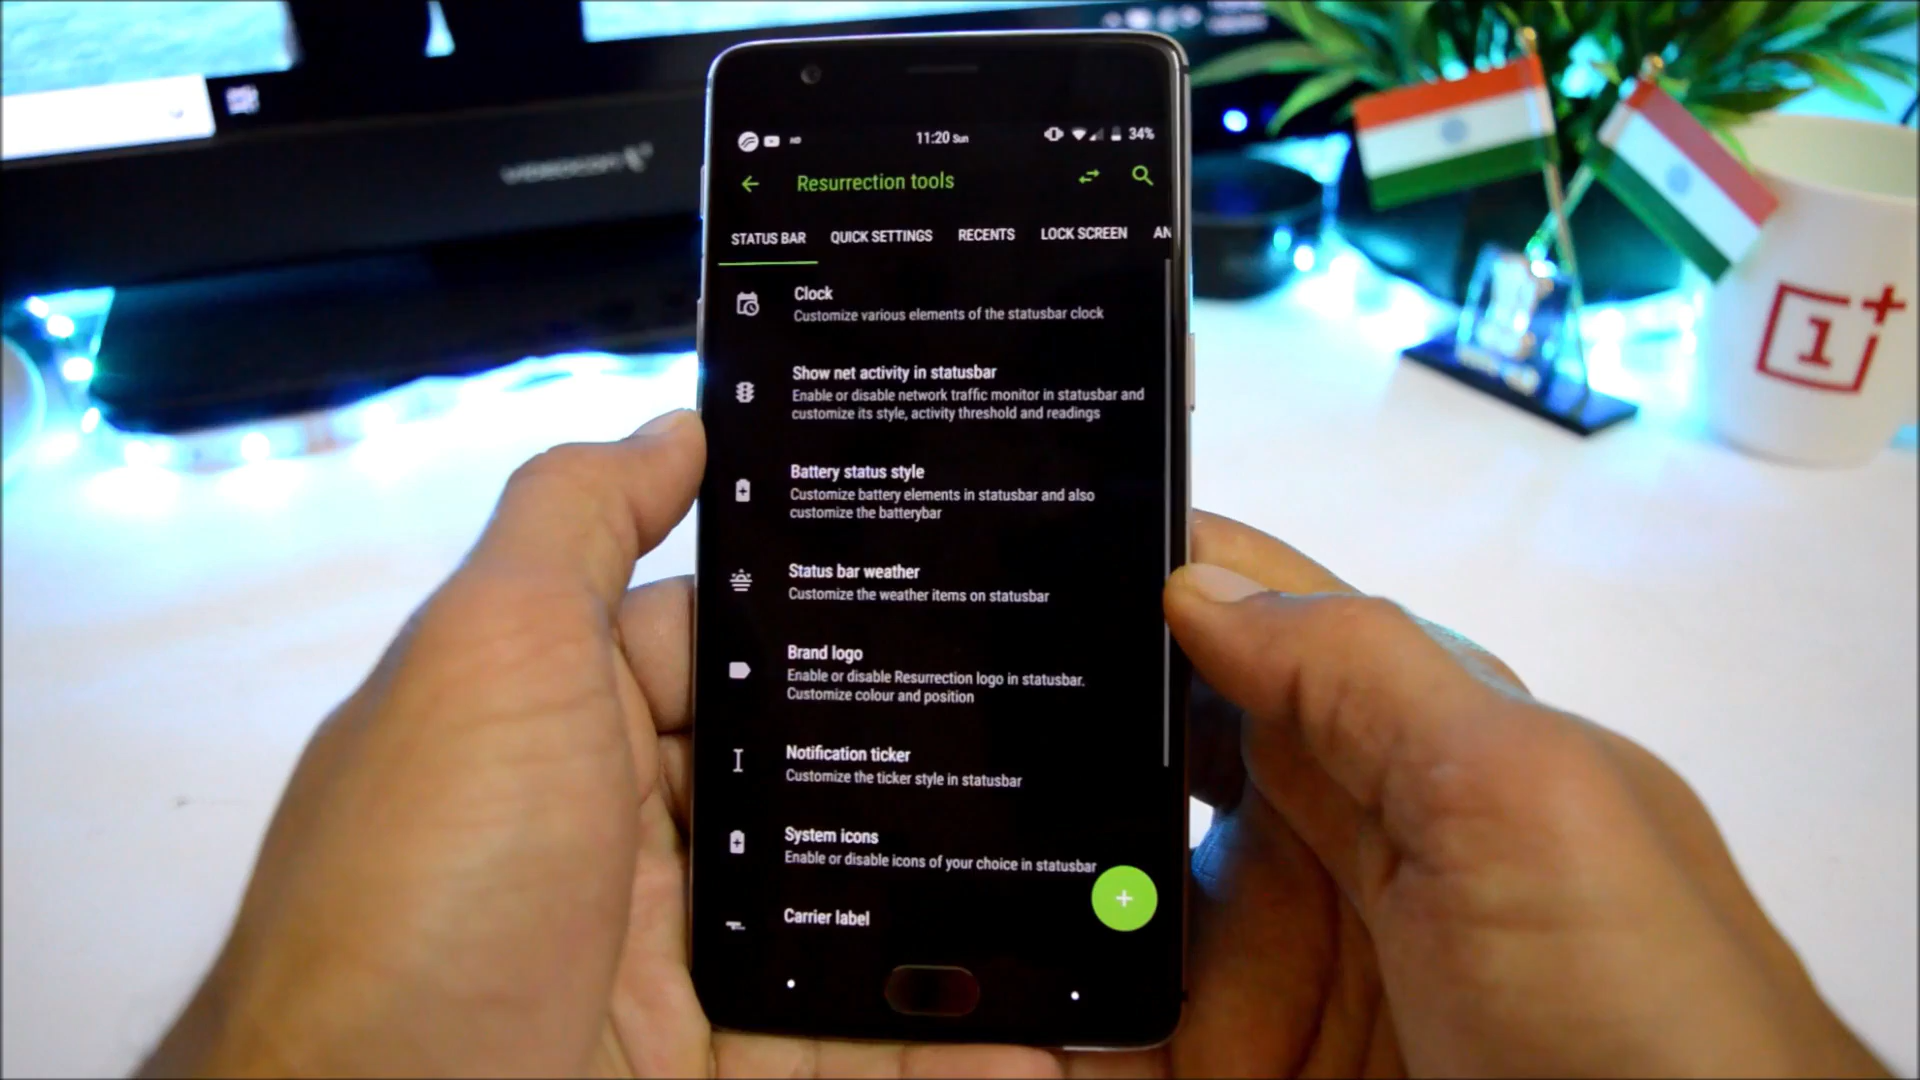 VIDEOCON
HD
11:20 Sun
34%
Resurrection tools
STATUS BAR
QUICK SETTINGS
RECENTS
LOCK SCREEN
AN
Clock
Customize various elements of the statusbar clock
Show net activity in statusbar
Enable or disable network traffic monitor in statusbar and
customize its style, activity threshold and readings
Battery status style
Customize battery elements in statusbar and also
customize the batterybar
Status bar weather
Customize the weather items on statusbar
Brand logo
Enable or disable Resurrection logo in statusbar.
Customize colour and position
Notification ticker
Customize the ticker style in statusbar
System icons
Enable or disable icons of your choice in statusbar
Carrier label
1+